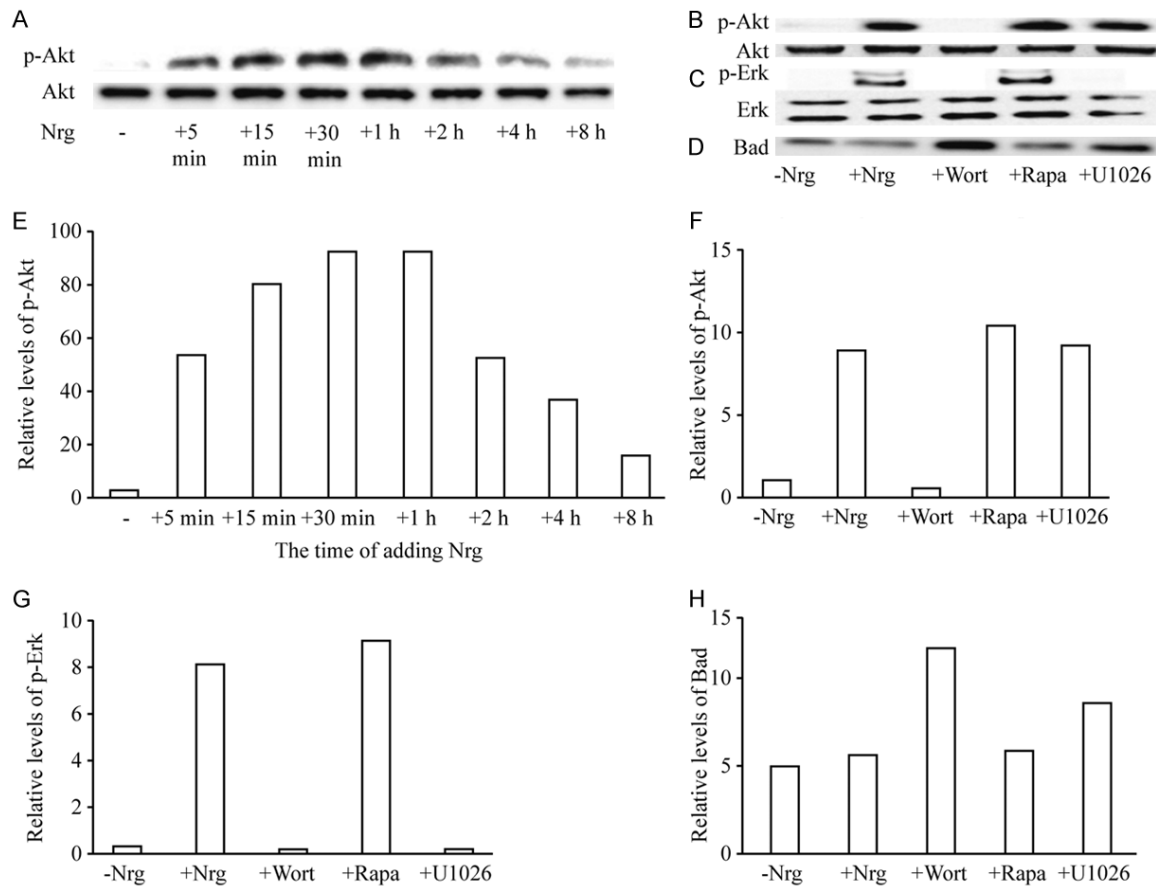 A
p-Akt
Akt
Nrg - +5 min +15 min +30 min +1 h +2 h +4 h +8 h
B
p-Akt
Akt
C
p-Erk
Erk
D
Bad
-Nrg +Nrg +Wort +Rapa +U1026
E
Relative levels of p-Akt
100
80
60
40
20
0
- +5 min +15 min +30 min +1 h +2 h +4 h +8 h
The time of adding Nrg
F
Relative levels of p-Akt
15
10
5
0
-Nrg +Nrg +Wort +Rapa +U1026
G
Relative levels of p-Erk
10
8
6
4
2
0
-Nrg +Nrg +Wort +Rapa +U1026
H
Relative levels of Bad
15
10
5
0
-Nrg +Nrg +Wort +Rapa +U1026